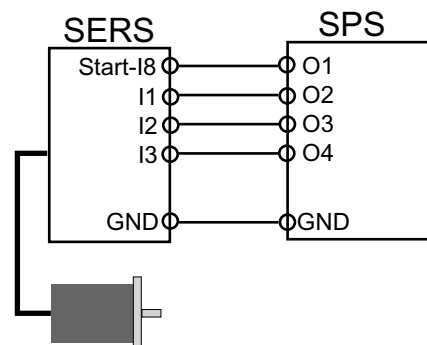 SERS SPS
Start-I8 O1
I1 O2
I2 O3
I3 O4
GND GND